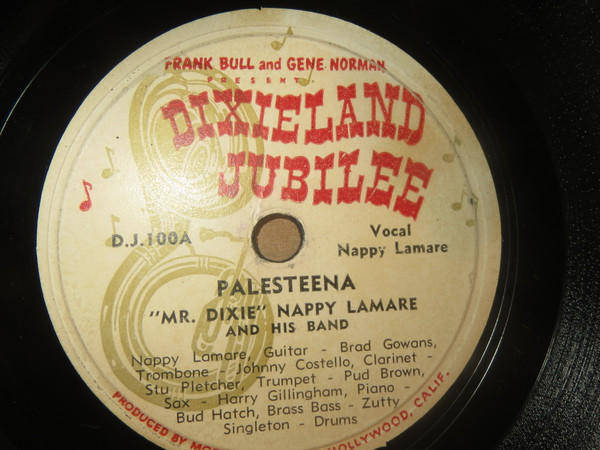 FRANK BULL and GENE NORMAN
PRESENT
DIXIELAND
JUBILEE
D.J.100A
Vocal
Nappy Lamare
PALESTEENA
"MR. DIXIE" NAPPY LAMARE
AND HIS BAND
Nappy Lamare, Guitar - Brad Gowans,
Trombone - Johnny Costello, Clarinet -
Stu Pletcher, Trumpet - Pud Brown,
Sax - Harry Gillingham, Piano -
Bud Hatch, Brass Bass - Zutty
Singleton - Drums
PRODUCED BY HOLLYWOOD, CALIF.